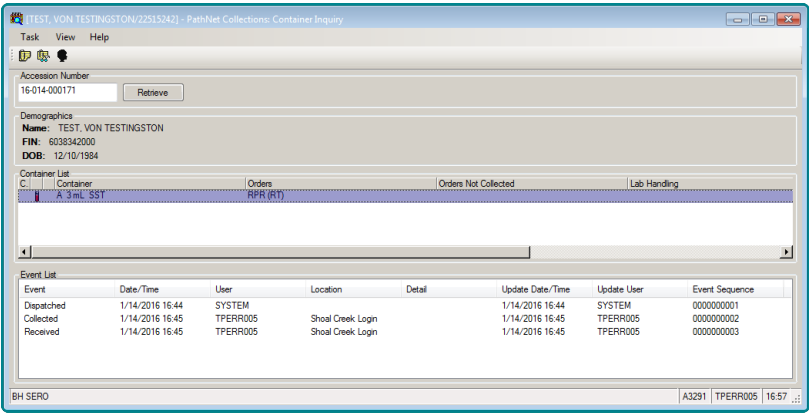 [TEST, VON TESTINGSTON/22515242] - PathNet Collections: Container Inquiry
Task View Help
Accession Number
16-014-000171 Retrieve
Demographics
Name: TEST, VON TESTINGSTON
FIN: 6038342000
DOB: 12/10/1984
Container List
C. Container Orders Orders Not Collected Lab Handling
A 3 mL SST RPR (RT)
Event List
Event Date/Time User Location Detail Update Date/Time Update User Event Sequence
Dispatched 1/14/2016 16:44 SYSTEM 1/14/2016 16:44 SYSTEM 0000000001
Collected 1/14/2016 16:45 TPERR005 Shoal Creek Login 1/14/2016 16:45 TPERR005 0000000002
Received 1/14/2016 16:45 TPERR005 Shoal Creek Login 1/14/2016 16:45 TPERR005 0000000003
BH SERO A3291 TPERR005 16:57